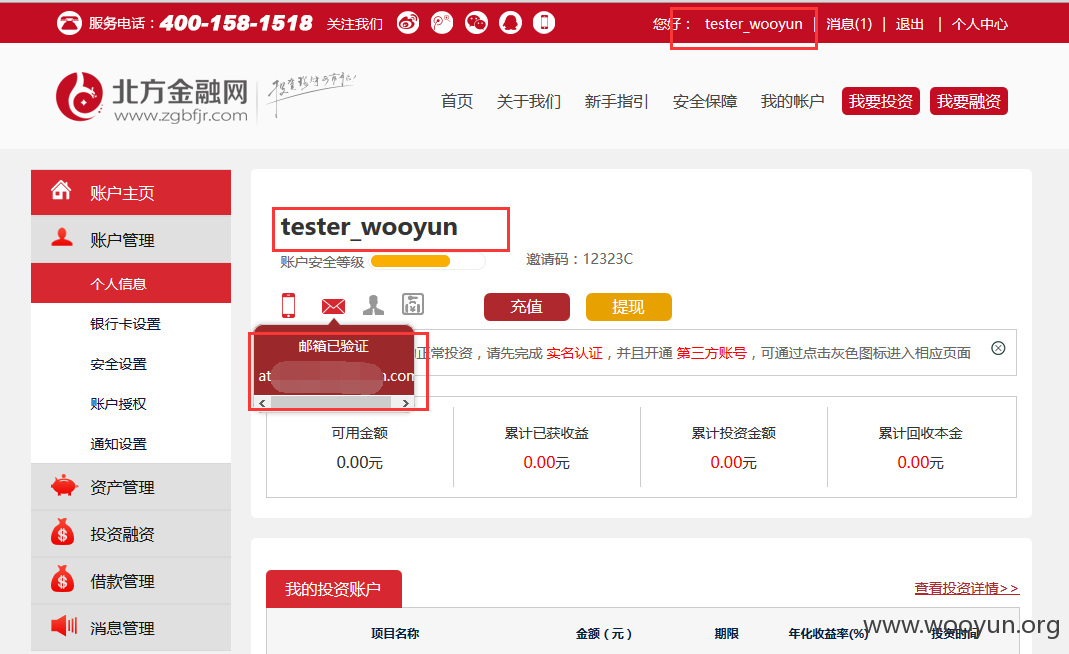 服务电话：400-158-1518 关注我们 您好： tester_wooyun | 消息(1) | 退出 | 个人中心
北方金融网
www.zgbfjr.com
首页 关于我们 新手指引 安全保障 我的帐户 我要投资 我要融资
账户主页
账户管理
个人信息
银行卡设置
安全设置
账户授权
通知设置
资产管理
投资融资
借款管理
消息管理
tester_wooyun
账户安全等级 邀请码：12323C
充值 提现
邮箱已验证
at n.com
正常投资，请先完成 实名认证，并且开通 第三方账号，可通过点击灰色图标进入相应页面
可用金额 累计已获收益 累计投资金额 累计回收本金
0.00元 0.00元 0.00元 0.00元
我的投资账户 查看投资详情>>
项目名称 金额（元） 期限 年化收益率(%) 投资时间
www.wooyun.org